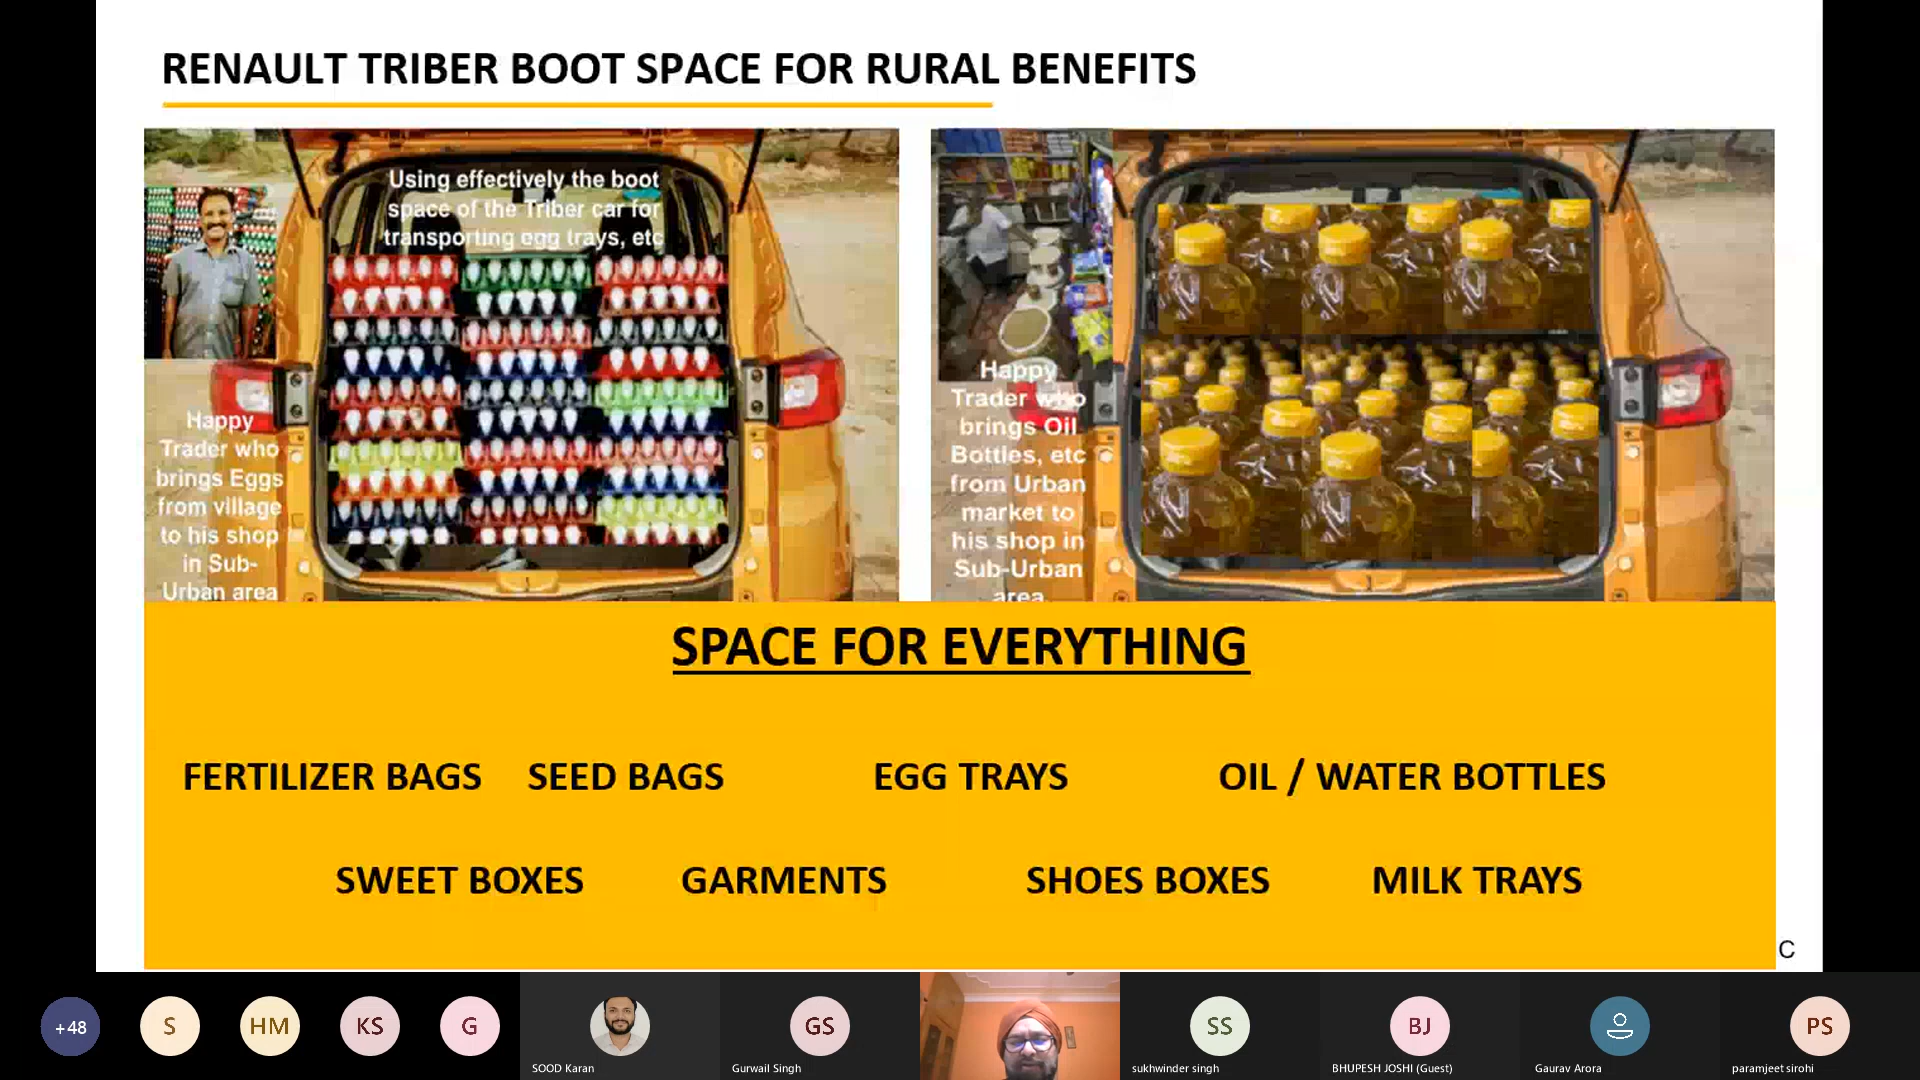 RENAULT TRIBER BOOT SPACE FOR RURAL BENEFITS
Using effectively the boot
space of the Triber car for
transporting egg trays, etc
Happy
Trader who
brings Eggs
from village
to his shop
in Sub-
Urban area
Happy
Trader who
brings Oil
Bottles, etc
from Urban
market to
his shop in
Sub-Urban
area
SPACE FOR EVERYTHING
FERTILIZER BAGS SEED BAGS EGG TRAYS OIL / WATER BOTTLES
SWEET BOXES GARMENTS SHOES BOXES MILK TRAYS
C
+48 S HM KS G GS SS BJ PS
SOOD Karan Gurwail Singh sukhwinder singh BHUPESH JOSHI (Guest) Gaurav Arora paramjeet sirohi